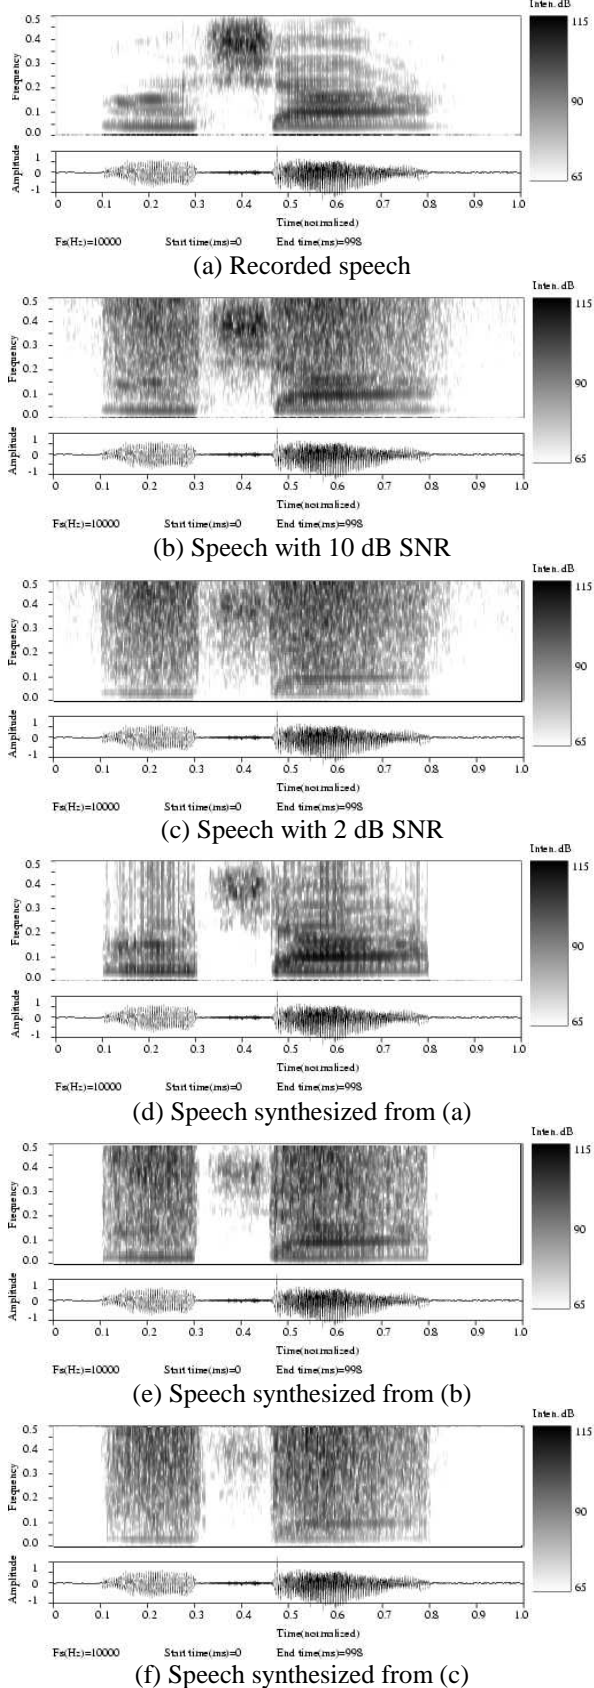 Inten. dB
0.5
115
0.4
0.3
Frequency
0.2
90
0.1
0.0
1
Amplitude
0
65
-1
0 0.1 0.2 0.3 0.4 0.5 0.6 0.7 0.8 0.9 1.0
Time(normalized)
Fs(Hz)=10000 Start time(ms)=0 End time(ms)=998
(a) Recorded speech
Inten. dB
0.5
115
0.4
0.3
Frequency
0.2
90
0.1
0.0
1
Amplitude
0
65
-1
0 0.1 0.2 0.3 0.4 0.5 0.6 0.7 0.8 0.9 1.0
Time(normalized)
Fs(Hz)=10000 Start time(ms)=0 End time(ms)=998
(b) Speech with 10 dB SNR
Inten. dB
0.5
115
0.4
0.3
Frequency
0.2
90
0.1
0.0
1
Amplitude
0
65
-1
0 0.1 0.2 0.3 0.4 0.5 0.6 0.7 0.8 0.9 1.0
Time(normalized)
Fs(Hz)=10000 Start time(ms)=0 End time(ms)=998
(c) Speech with 2 dB SNR
Inten. dB
0.5
115
0.4
0.3
Frequency
0.2
90
0.1
0.0
1
Amplitude
0
65
-1
0 0.1 0.2 0.3 0.4 0.5 0.6 0.7 0.8 0.9 1.0
Time(normalized)
Fs(Hz)=10000 Start time(ms)=0 End time(ms)=998
(d) Speech synthesized from (a)
Inten. dB
0.5
115
0.4
0.3
Frequency
0.2
90
0.1
0.0
1
Amplitude
0
65
-1
0 0.1 0.2 0.3 0.4 0.5 0.6 0.7 0.8 0.9 1.0
Time(normalized)
Fs(Hz)=10000 Start time(ms)=0 End time(ms)=998
(e) Speech synthesized from (b)
Inten. dB
0.5
115
0.4
0.3
Frequency
0.2
90
0.1
0.0
1
Amplitude
0
65
-1
0 0.1 0.2 0.3 0.4 0.5 0.6 0.7 0.8 0.9 1.0
Time(normalized)
Fs(Hz)=10000 Start time(ms)=0 End time(ms)=998
(f) Speech synthesized from (c)